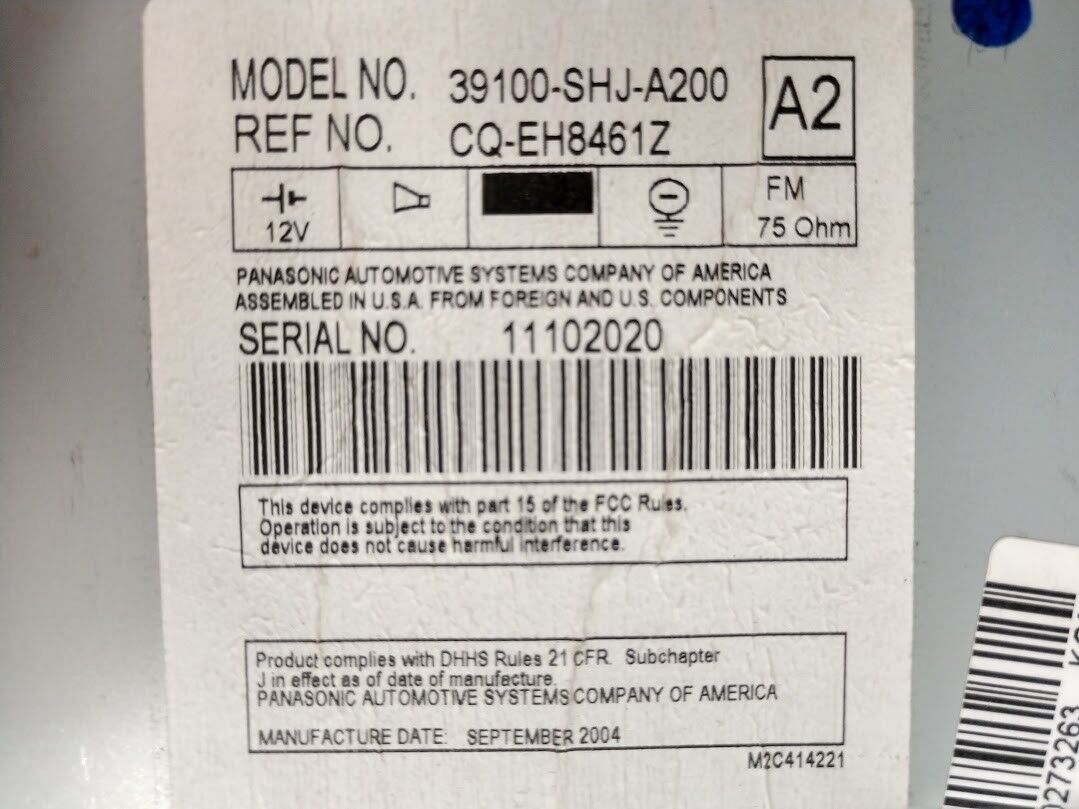 MODEL NO. 39100-SHJ-A200
REF NO. CQ-EH8461Z
A2
12V
FM
75 Ohm
PANASONIC AUTOMOTIVE SYSTEMS COMPANY OF AMERICA
ASSEMBLED IN U.S.A. FROM FOREIGN AND U.S. COMPONENTS
SERIAL NO. 11102020
This device complies with part 15 of the FCC Rules.
Operation is subject to the condition that this
device does not cause harmful interference.
Product complies with DHHS Rules 21 CFR. Subchapter
J in effect as of date of manufacture.
PANASONIC AUTOMOTIVE SYSTEMS COMPANY OF AMERICA
MANUFACTURE DATE: SEPTEMBER 2004
M2C414221